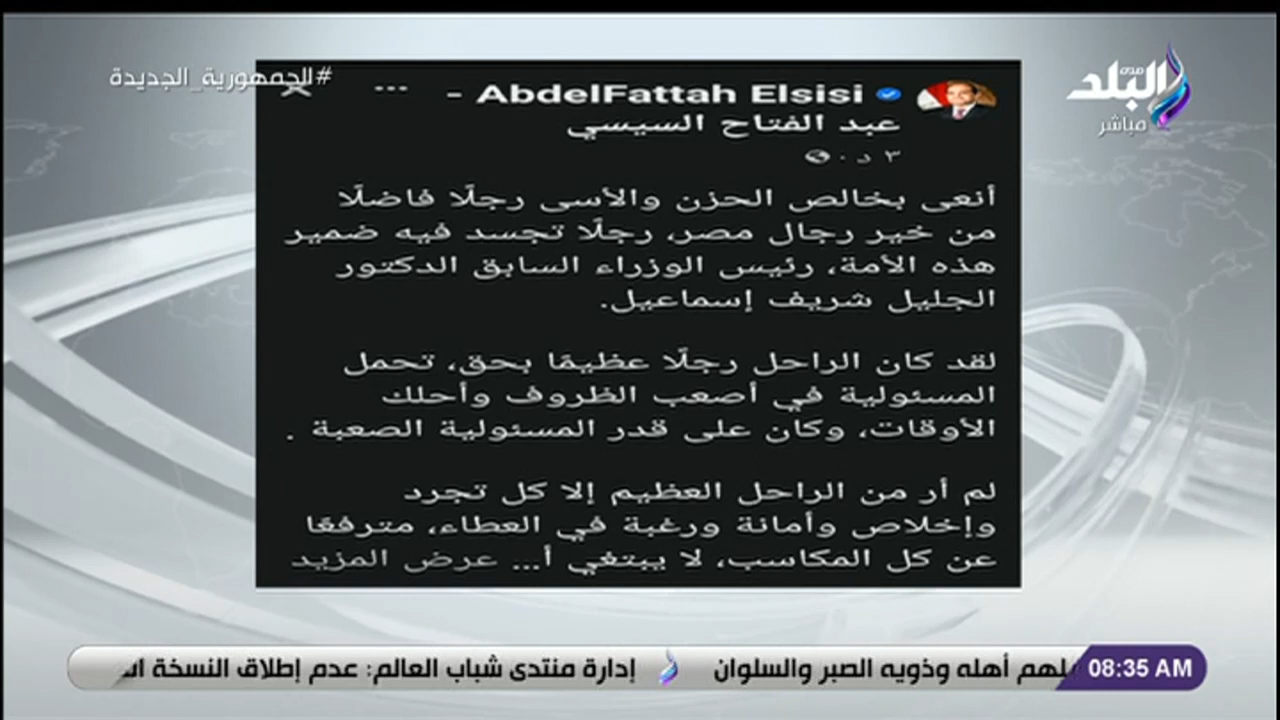 #الجمهورية_الجديدة
صدى البلد
مباشر
AbdelFattah Elsisi -
عبد الفتاح السيسي
٣ د ·
أنعى بخالص الحزن والأسى رجلًا فاضلًا
من خير رجال مصر، رجلًا تجسد فيه ضمير
هذه الأمة، رئيس الوزراء السابق الدكتور
الجليل شريف إسماعيل.
لقد كان الراحل رجلًا عظيمًا بحق، تحمل
المسئولية في أصعب الظروف وأحلك
الأوقات، وكان على قدر المسئولية الصعبة .
لم أر من الراحل العظيم إلا كل تجرد
وإخلاص وأمانة ورغبة في العطاء، مترفعًا
عن كل المكاسب، لا يبتغي أ... عرض المزيد
08:35 AM
يلهم أهله وذويه الصبر والسلوان
إدارة منتدى شباب العالم: عدم إطلاق النسخة